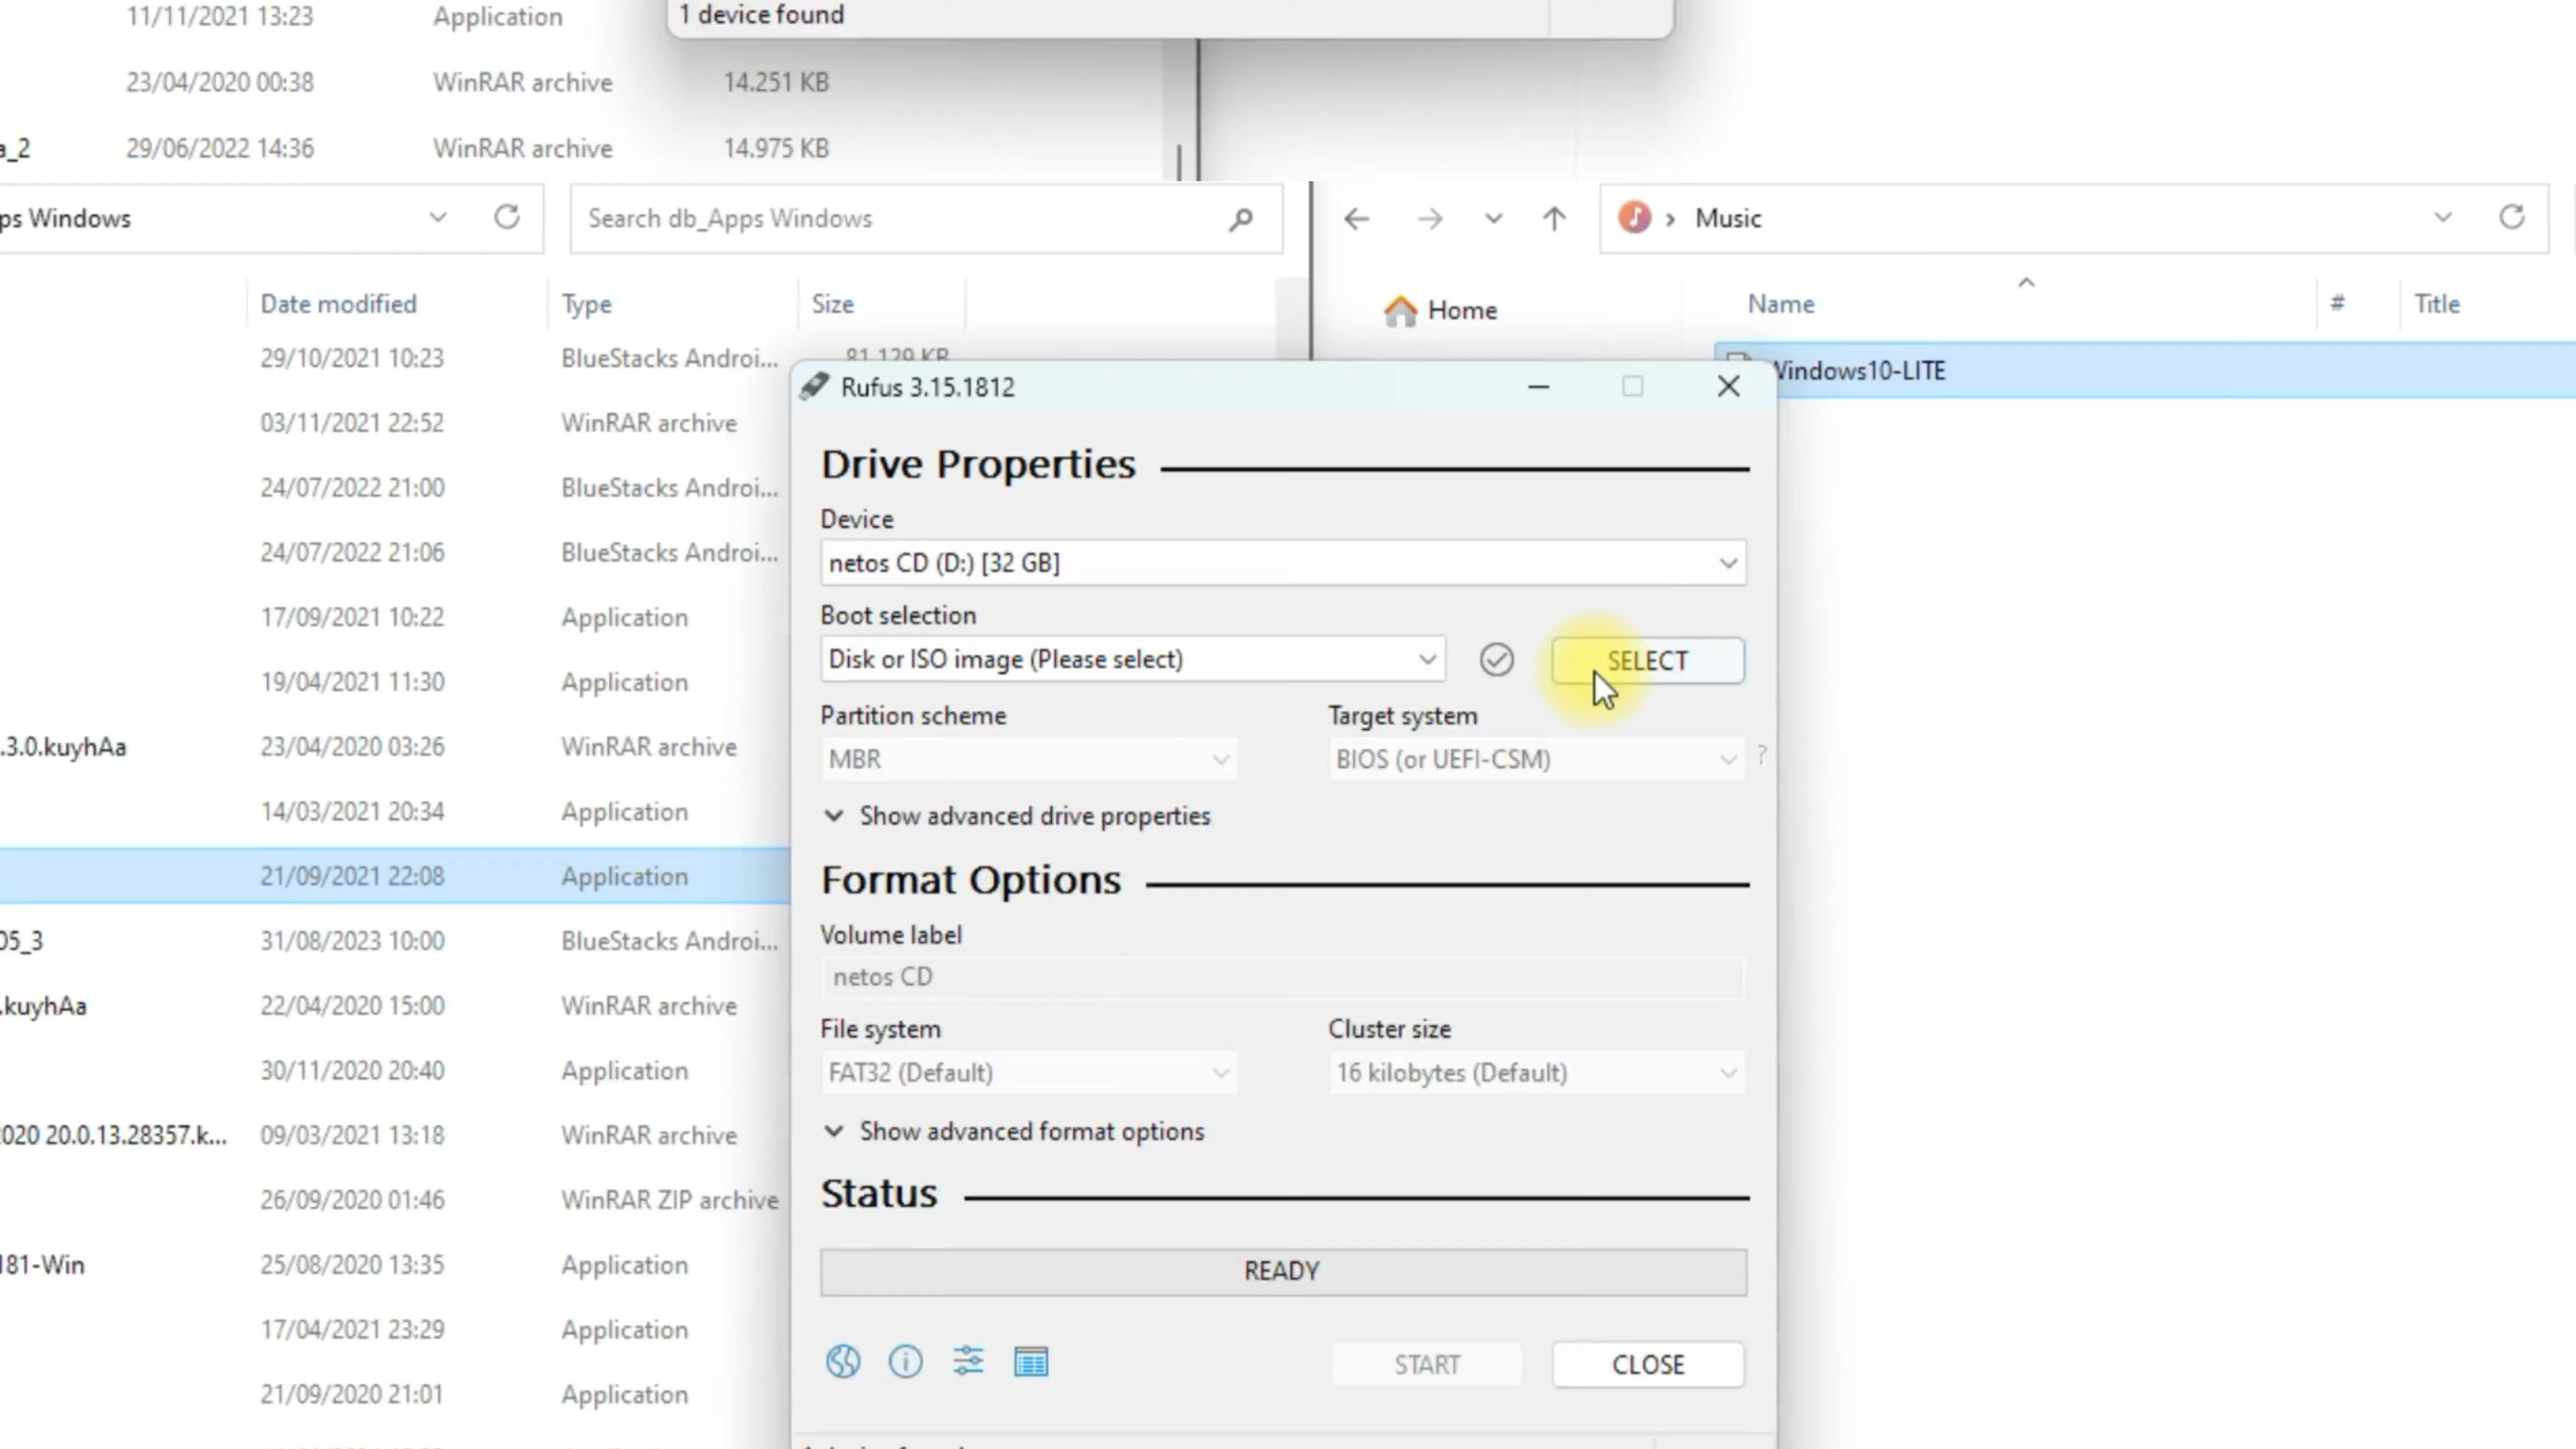 11/11/2021 13:23 Application
1 device found
23/04/2020 00:38 WinRAR archive 14.251 KB
a_2 29/06/2022 14:36 WinRAR archive 14.975 KB
ps Windows
Search db_Apps Windows
Music
Date modified Type Size
Home
Name # Title
29/10/2021 10:23 BlueStacks Androi... 81.129 KB
Windows10-LITE
Rufus 3.15.1812
03/11/2021 22:52 WinRAR archive
Drive Properties
24/07/2022 21:00 BlueStacks Androi...
Device
24/07/2022 21:06 BlueStacks Androi...
netos CD (D:) [32 GB]
17/09/2021 10:22 Application
Boot selection
Disk or ISO image (Please select)
SELECT
19/04/2021 11:30 Application
Partition scheme Target system
.3.0.kuyhAa 23/04/2020 03:26 WinRAR archive
MBR BIOS (or UEFI-CSM) ?
14/03/2021 20:34 Application
Show advanced drive properties
21/09/2021 22:08 Application
Format Options
05_3 31/08/2023 10:00 BlueStacks Androi...
Volume label
netos CD
.kuyhAa 22/04/2020 15:00 WinRAR archive
File system Cluster size
30/11/2020 20:40 Application
FAT32 (Default) 16 kilobytes (Default)
020 20.0.13.28357.k... 09/03/2021 13:18 WinRAR archive
Show advanced format options
26/09/2020 01:46 WinRAR ZIP archive
Status
181-Win 25/08/2020 13:35 Application
READY
17/04/2021 23:29 Application
START CLOSE
21/09/2020 21:01 Application